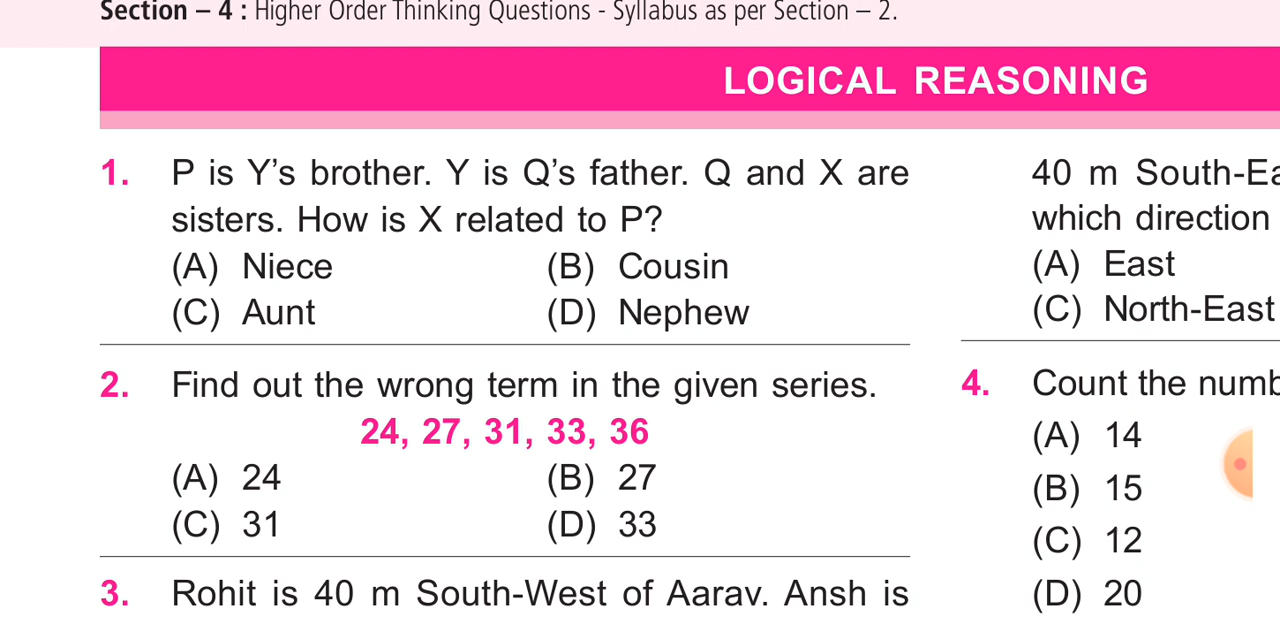 Section – 4 : Higher Order Thinking Questions - Syllabus as per Section – 2.
LOGICAL REASONING
1. P is Y's brother. Y is Q's father. Q and X are
sisters. How is X related to P?
(A) Niece (B) Cousin
(C) Aunt (D) Nephew
2. Find out the wrong term in the given series.
24, 27, 31, 33, 36
(A) 24 (B) 27
(C) 31 (D) 33
3. Rohit is 40 m South-West of Aarav. Ansh is
40 m South-Ea
which direction
(A) East
(C) North-East
4. Count the numb
(A) 14
(B) 15
(C) 12
(D) 20